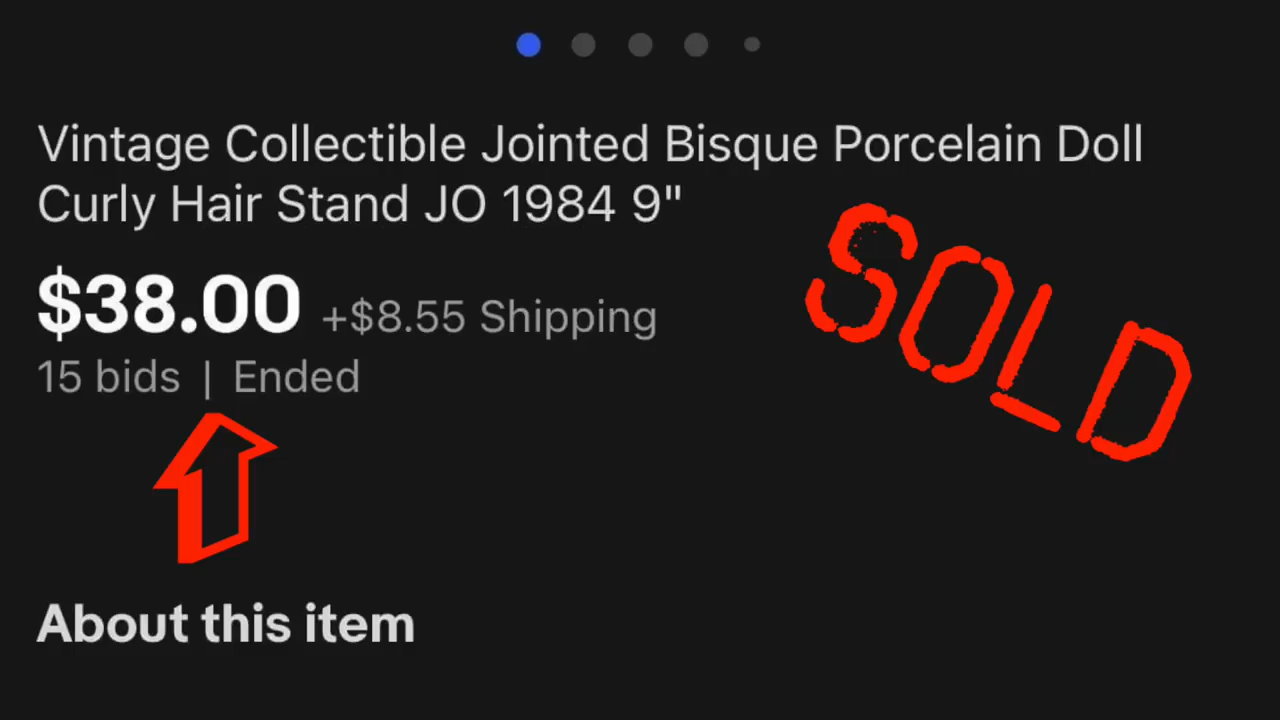 Vintage Collectible Jointed Bisque Porcelain Doll
Curly Hair Stand JO 1984 9"
$38.00 +$8.55 Shipping
15 bids | Ended
SOLD
About this item